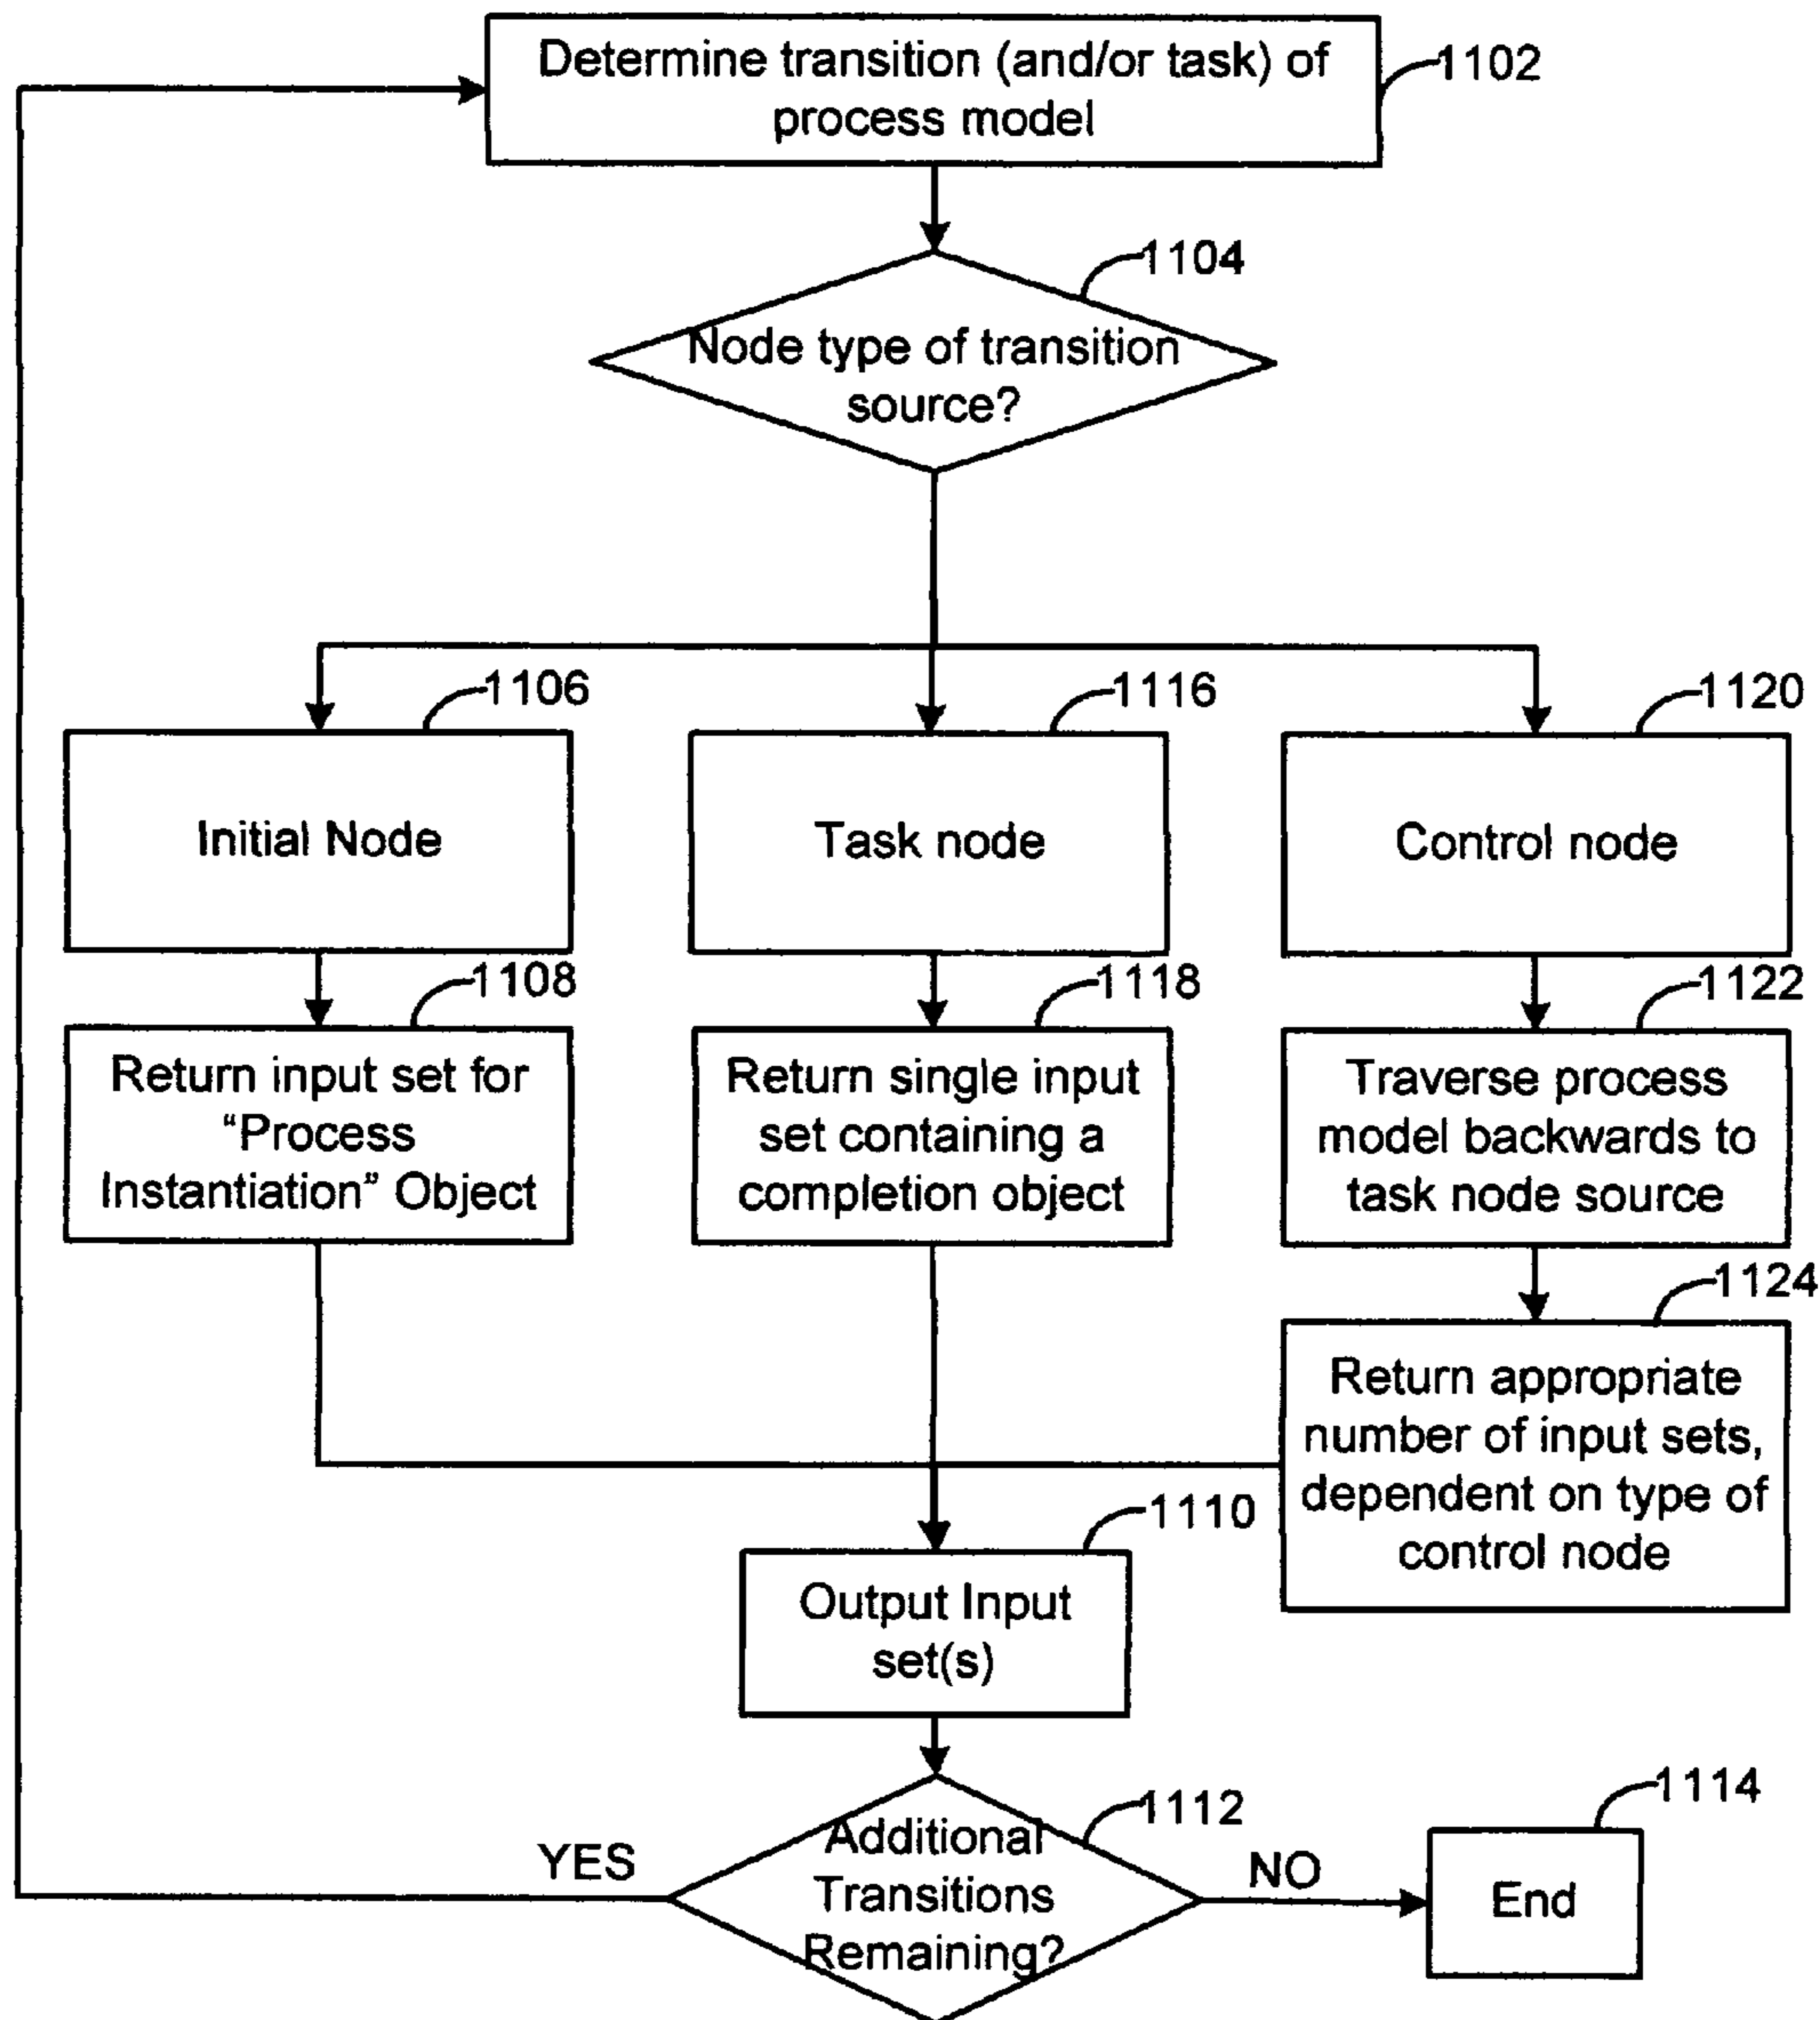 Determine transition (and/or task) of
process model
1102
1104
Node type of transition
source?
1106
1116
1120
Initial Node
Task node
Control node
1108
1118
1122
Return input set for
“Process
Instantiation” Object
Return single input
set containing a
completion object
Traverse process
model backwards to
task node source
1124
Return appropriate
number of input sets,
dependent on type of
control node
1110
Output Input
set(s)
1112
1114
Additional
Transitions
Remaining?
YES
NO
End